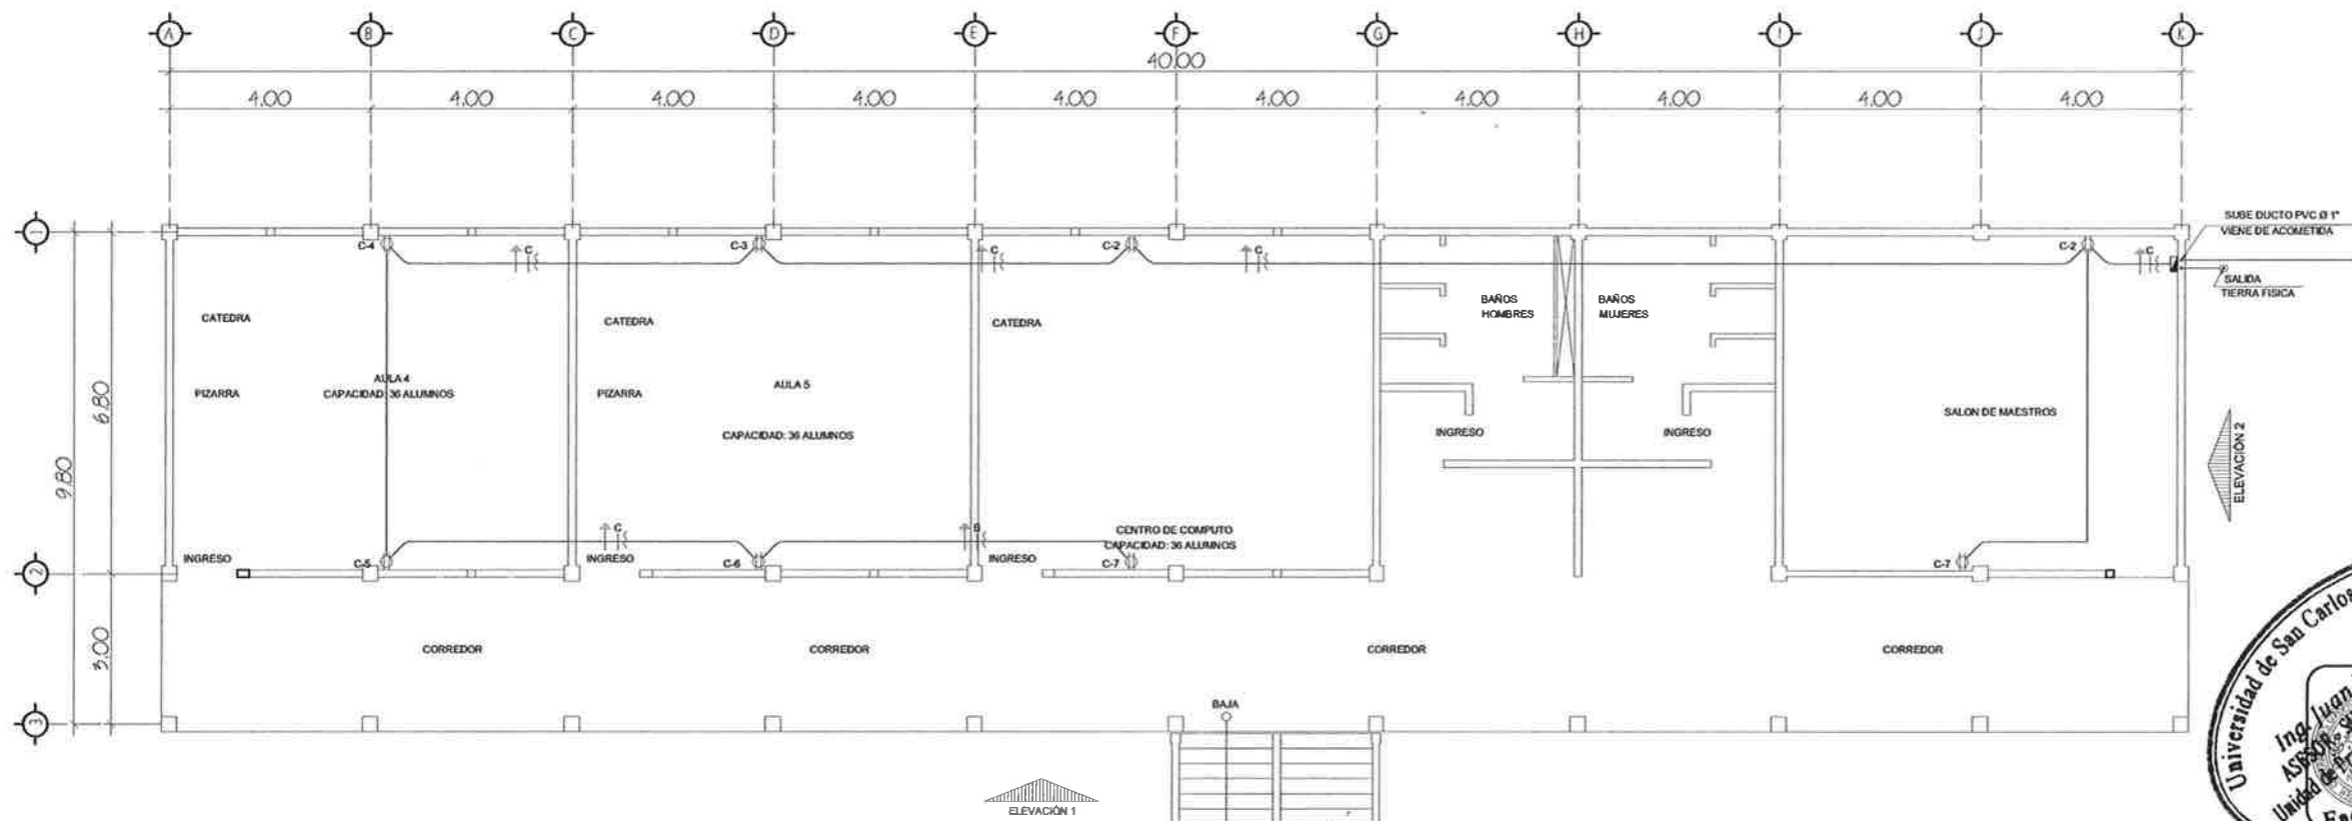 A B C D E F G H I J K
40.00
4.00 4.00 4.00 4.00 4.00 4.00 4.00 4.00 4.00 4.00
1
SUBE DUCTO PVC Ø 1"
VIENE DE ACOMETIDA
C-4
C
C-3
C
C-2
C
C-2
C
SALIDA
TIERRA FISICA
CATEDRA
CATEDRA
CATEDRA
BAÑOS
HOMBRES
BAÑOS
MUJERES
6.80
9.80
PIZARRA
AULA 4
CAPACIDAD: 36 ALUMNOS
PIZARRA
AULA 5
CAPACIDAD: 36 ALUMNOS
SALON DE MAESTROS
INGRESO
INGRESO
ELEVACIÓN 2
C
B
CENTRO DE COMPUTO
CAPACIDAD: 36 ALUMNOS
INGRESO
C-5
INGRESO
C-6
INGRESO
C-7
C-7
2
3.00
CORREDOR
CORREDOR
CORREDOR
CORREDOR
3
BAJA
ELEVACIÓN 1
Universidad de San Carlos
Ing. Juan
ASESOR
Unidad de